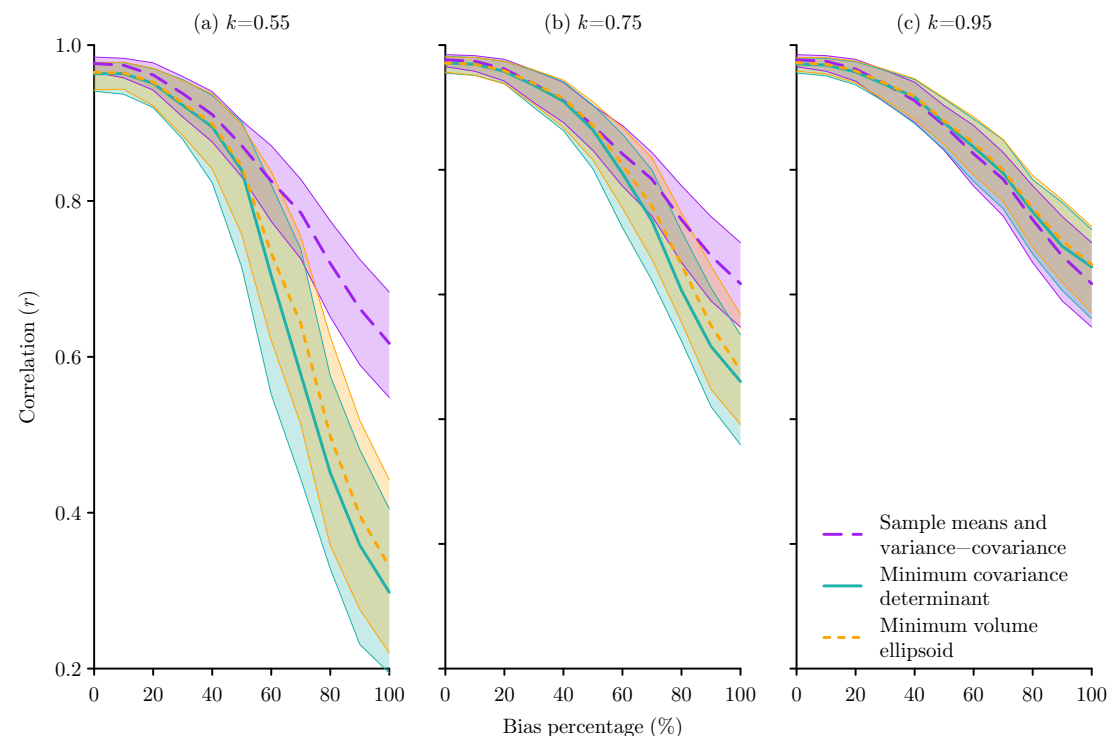 (a) k=0.55
(b) k=0.75
(c) k=0.95
1.0
0.8
0.6
0.4
0.2
Correlation (r)
0 20 40 60 80 100
0 20 40 60 80 100
0 20 40 60 80 100
Bias percentage (%)
Sample means and
variance−covariance
Minimum covariance
determinant
Minimum volume
ellipsoid